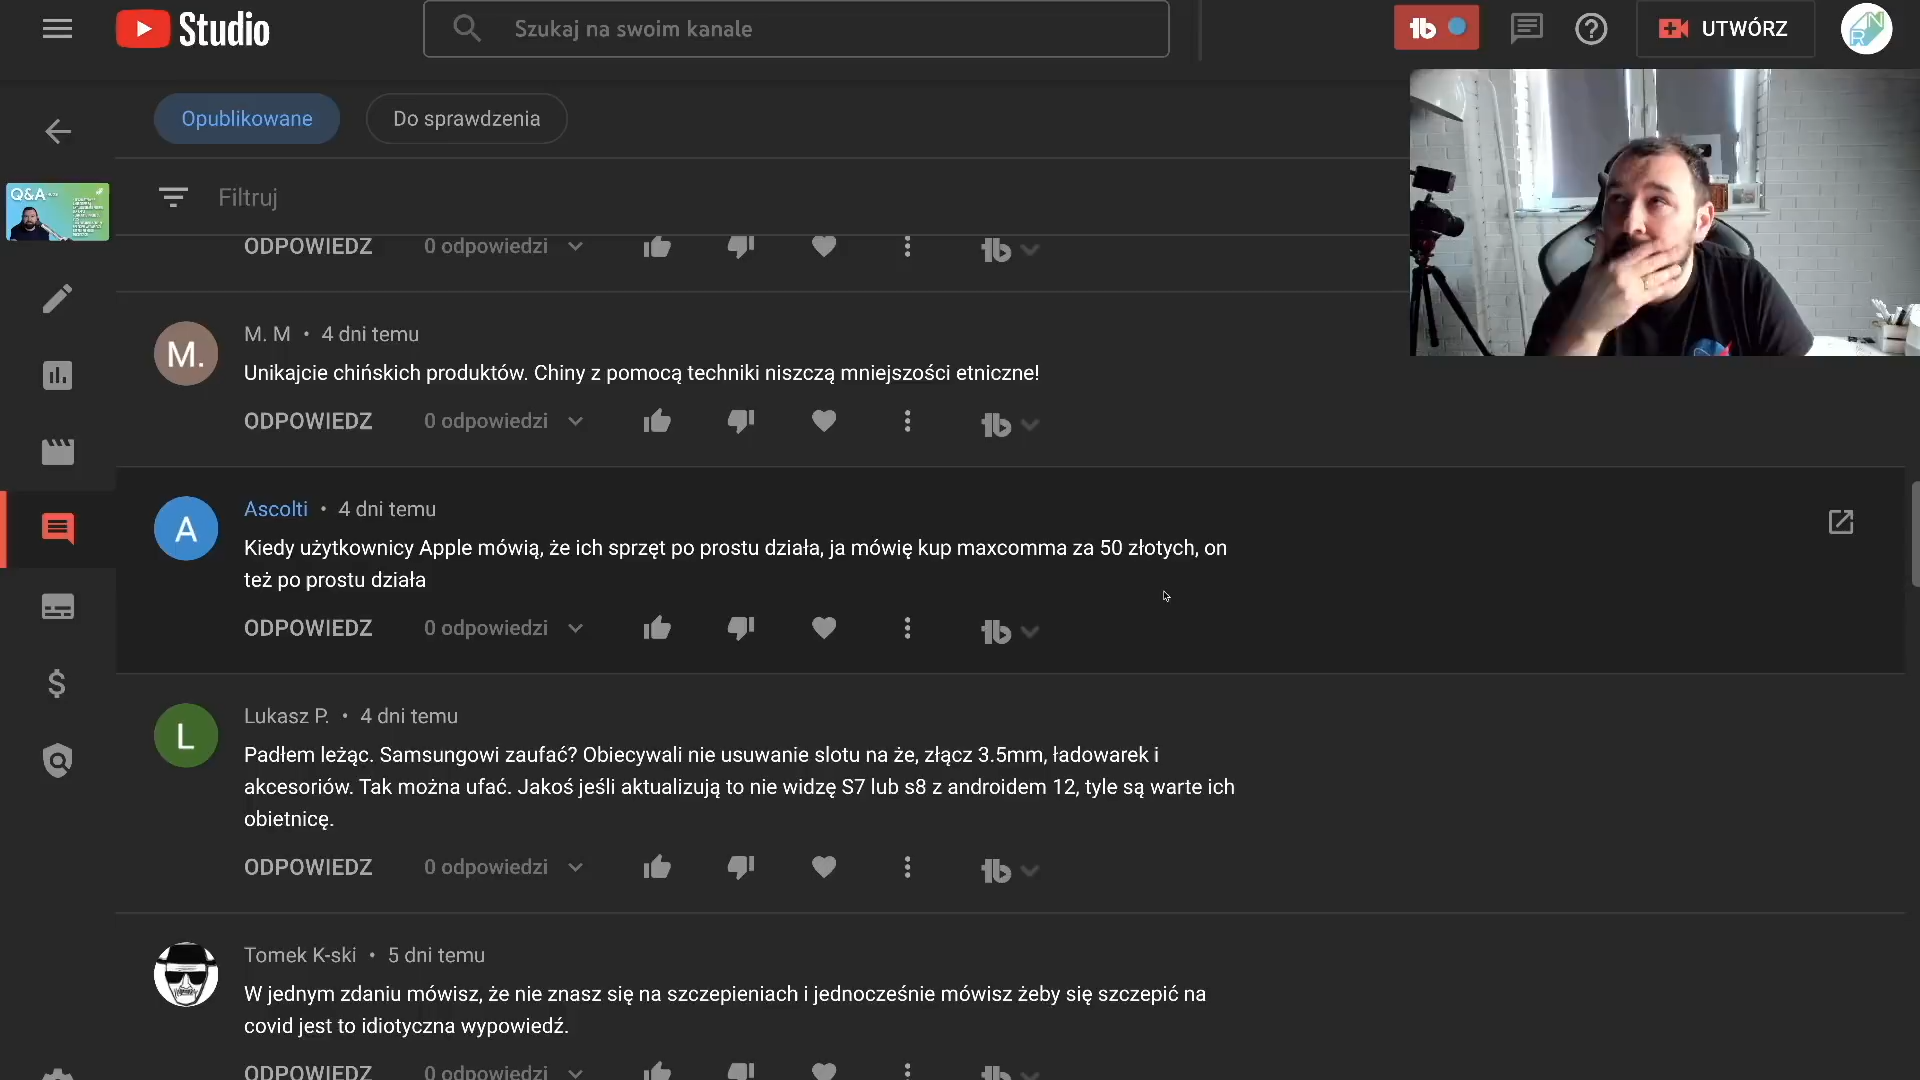 Studio
Szukaj na swoim kanale
UTWÓRZ
Opublikowane
Do sprawdzenia
Q&A
Filtruj
ODPOWIEDZ 0 odpowiedzi
M.
M. M • 4 dni temu
Unikajcie chińskich produktów. Chiny z pomocą techniki niszczą mniejszości etniczne!
ODPOWIEDZ 0 odpowiedzi
A
Ascolti • 4 dni temu
Kiedy użytkownicy Apple mówią, że ich sprzęt po prostu działa, ja mówię kup maxcomma za 50 złotych, on
też po prostu działa
ODPOWIEDZ 0 odpowiedzi
L
Lukasz P. • 4 dni temu
Padłem leżąc. Samsungowi zaufać? Obiecywali nie usuwanie slotu na że, złącz 3.5mm, ładowarek i
akcesoriów. Tak można ufać. Jakoś jeśli aktualizują to nie widzę S7 lub s8 z androidem 12, tyle są warte ich
obietnicę.
ODPOWIEDZ 0 odpowiedzi
Tomek K-ski • 5 dni temu
W jednym zdaniu mówisz, że nie znasz się na szczepieniach i jednocześnie mówisz żeby się szczepić na
covid jest to idiotyczna wypowiedź.
ODPOWIEDZ 0 odpowiedzi